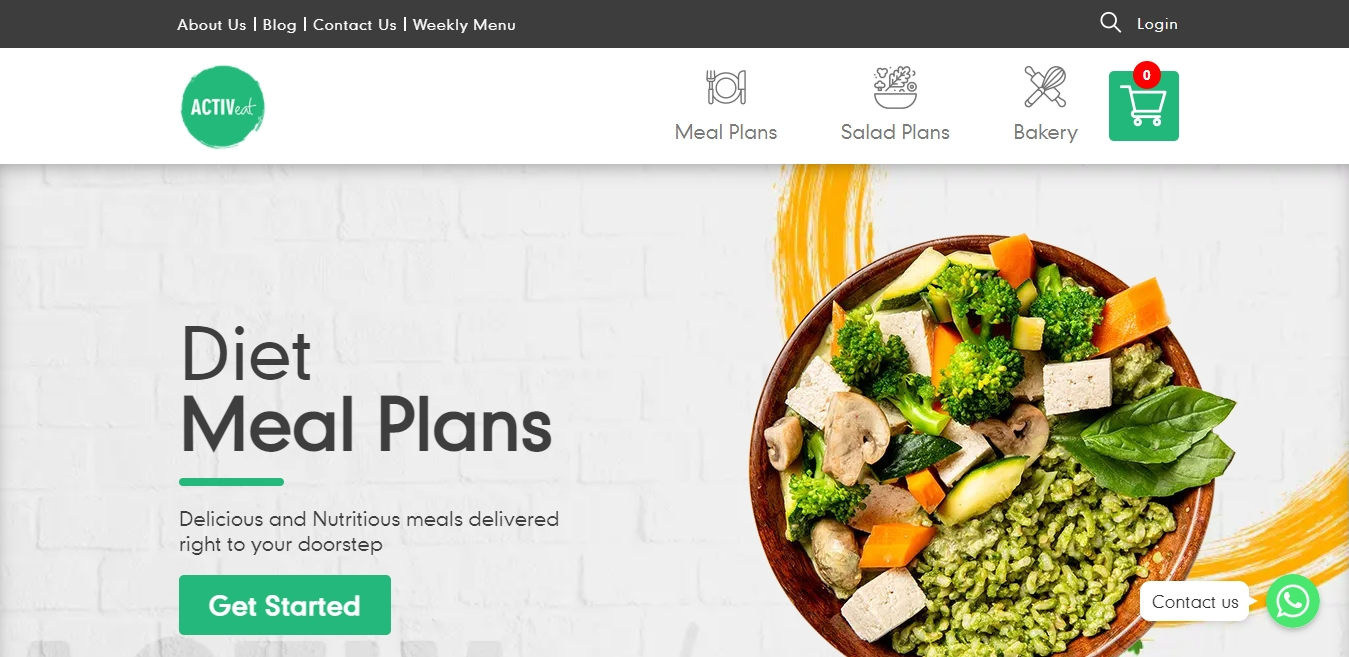 About Us | Blog | Contact Us | Weekly Menu
Login
ACTIVeat
0
Meal Plans
Salad Plans
Bakery
Diet
Meal Plans
Delicious and Nutritious meals delivered
right to your doorstep
Get Started
Contact us